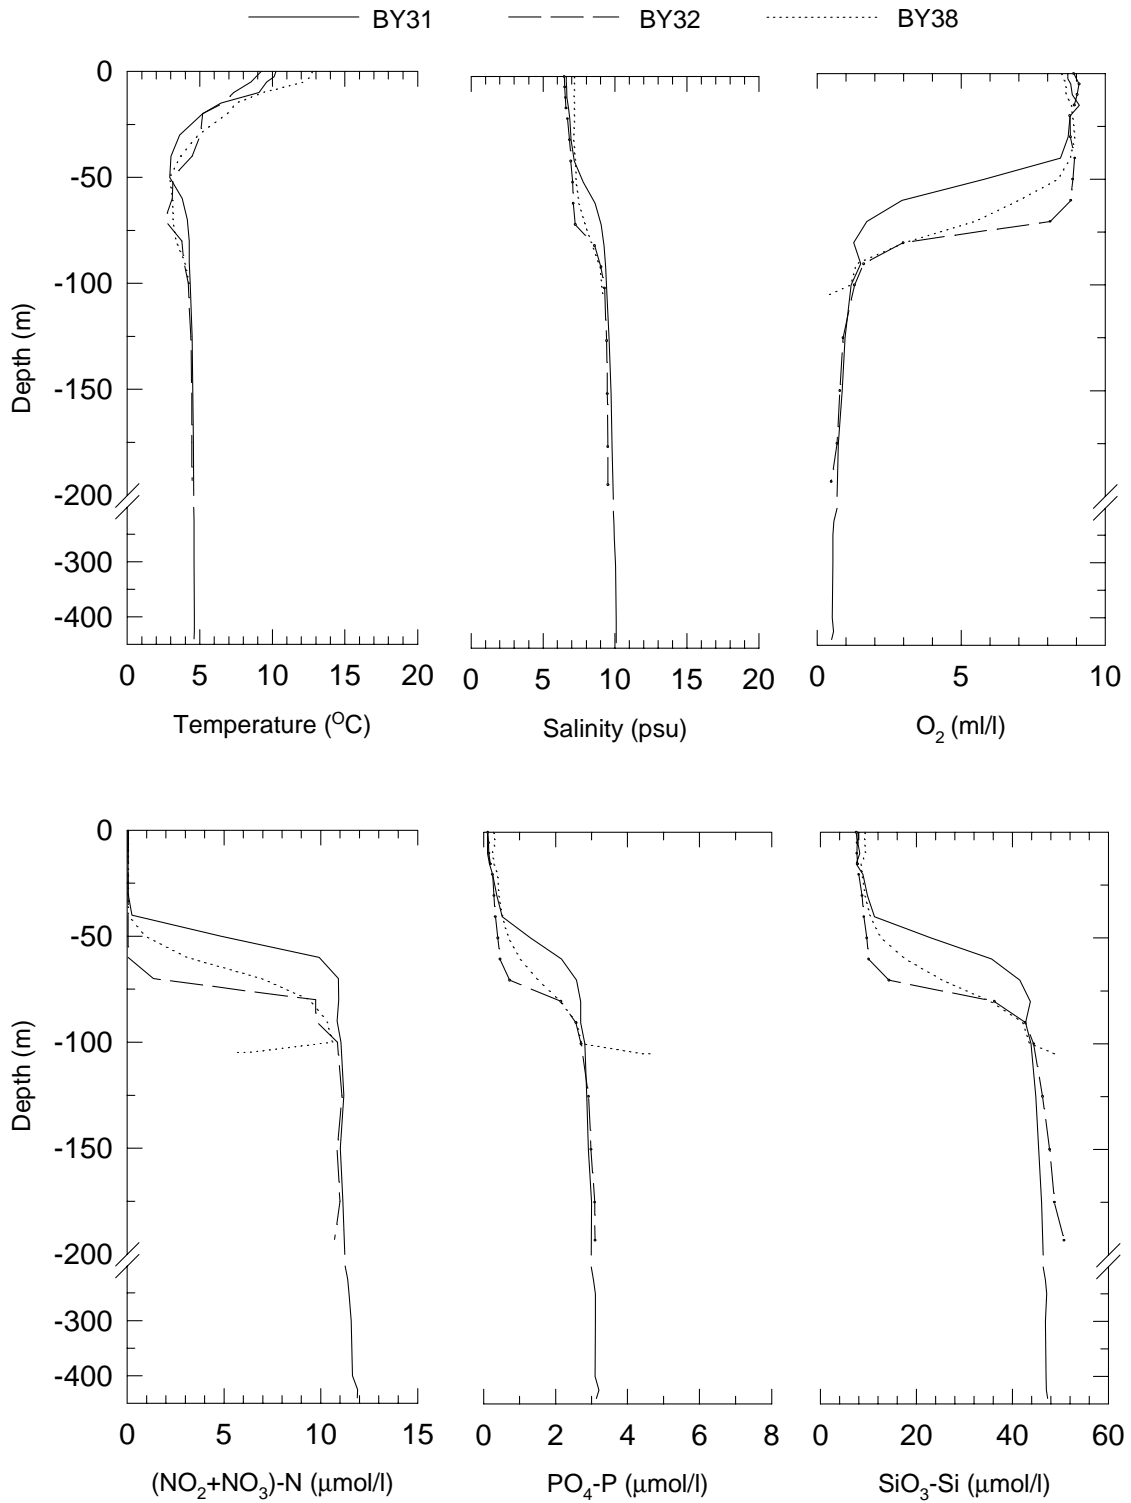 BY31 BY32 BY38
0
-50
-100
-150
-200
-300
-400
Depth (m)
0 5 10 15 20
Temperature (°C)
0 5 10 15 20
Salinity (psu)
0 5 10
O₂ (ml/l)
0
-50
-100
-150
-200
-300
-400
Depth (m)
0 5 10 15
(NO₂+NO₃)-N (μmol/l)
0 2 4 6 8
PO₄-P (μmol/l)
0 20 40 60
SiO₃-Si (μmol/l)